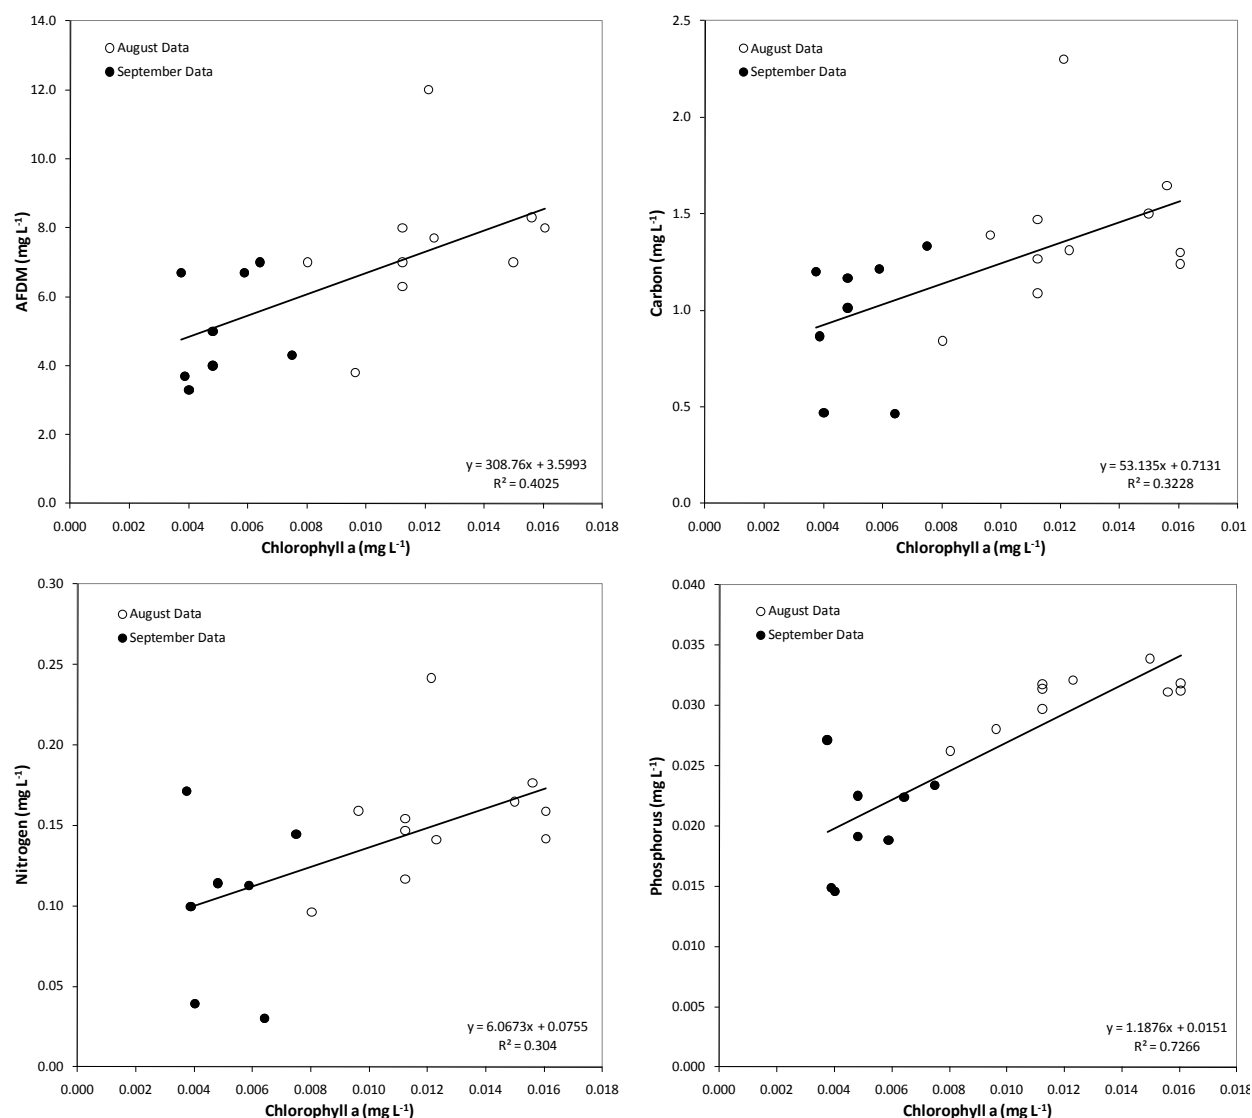 14.0
12.0
10.0
8.0
6.0
4.0
2.0
0.0
AFDM (mg L-1)
August Data
September Data
y = 308.76x + 3.5993
R² = 0.4025
0.000 0.002 0.004 0.006 0.008 0.010 0.012 0.014 0.016 0.018
Chlorophyll a (mg L-1)
2.5
2.0
1.5
1.0
0.5
0.0
Carbon (mg L-1)
August Data
September Data
y = 53.135x + 0.7131
R² = 0.3228
0.000 0.002 0.004 0.006 0.008 0.010 0.012 0.014 0.016 0.01
Chlorophyll a (mg L-1)
0.30
0.25
0.20
0.15
0.10
0.05
0.00
Nitrogen (mg L-1)
August Data
September Data
y = 6.0673x + 0.0755
R² = 0.304
0.000 0.002 0.004 0.006 0.008 0.010 0.012 0.014 0.016 0.018
Chlorophyll a (mg L-1)
0.040
0.035
0.030
0.025
0.020
0.015
0.010
0.005
0.000
Phosphorus (mg L-1)
August Data
September Data
y = 1.1876x + 0.0151
R² = 0.7266
0.000 0.002 0.004 0.006 0.008 0.010 0.012 0.014 0.016 0.018
Chlorophyll a (mg L-1)